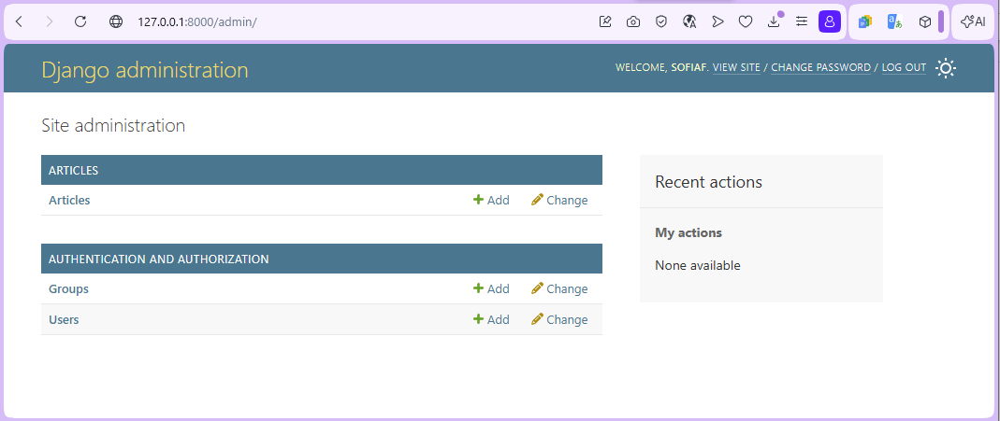 127.0.0.1:8000/admin/
AI
Django administration
WELCOME, SOFIAF. VIEW SITE / CHANGE PASSWORD / LOG OUT
Site administration
ARTICLES
Articles Add Change
AUTHENTICATION AND AUTHORIZATION
Groups Add Change
Users Add Change
Recent actions
My actions
None available